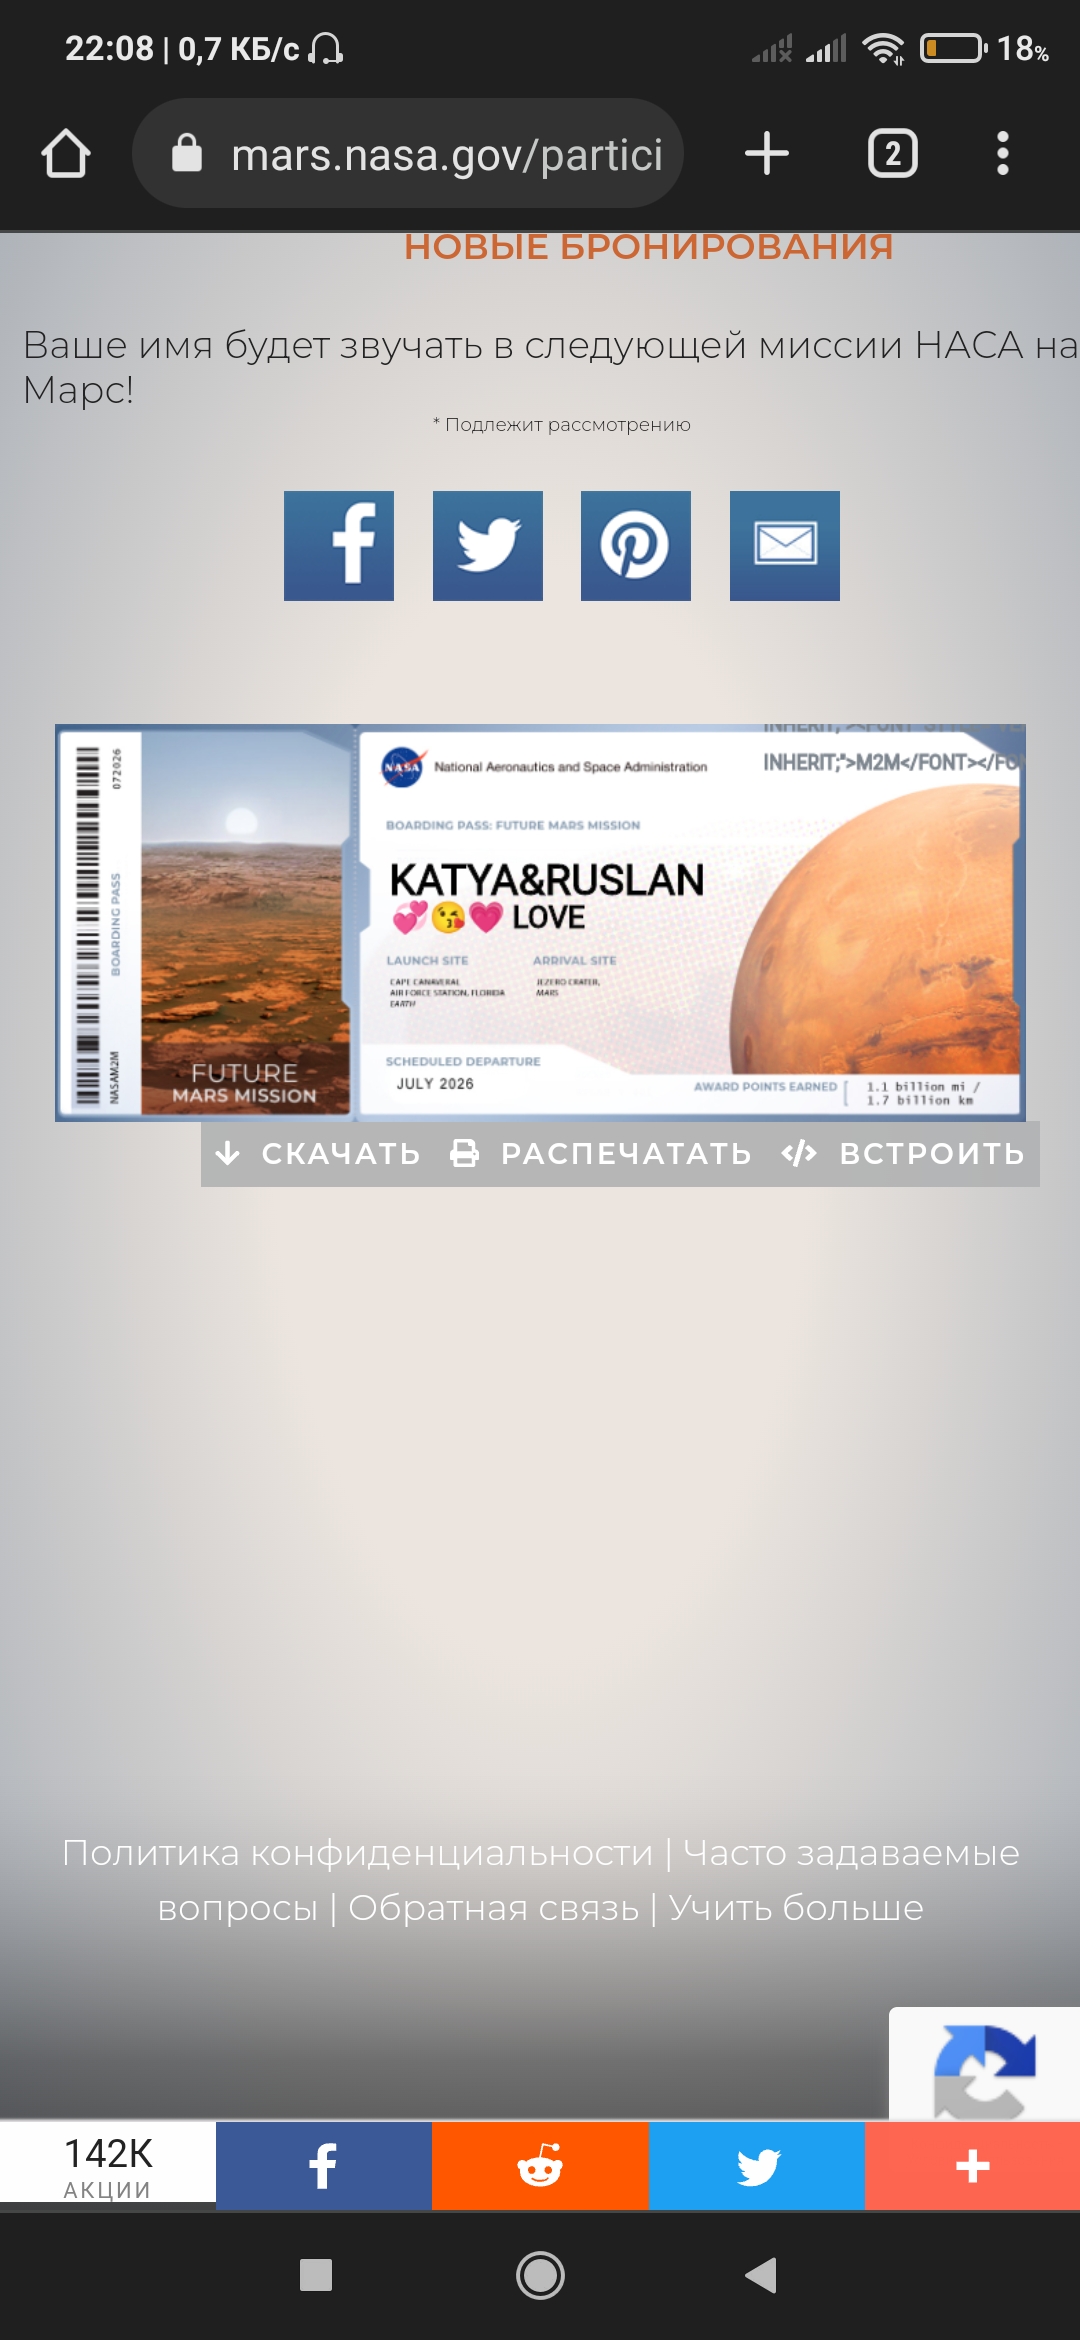 22:08 | 0,7 КБ/с
18%
mars.nasa.gov/partici
2
НОВЫЕ БРОНИРОВАНИЯ
Ваше имя будет звучать в следующей миссии НАСА на
Марс!
* Подлежит рассмотрению
072026
BOARDING PASS
NASAM2M
FUTURE
MARS MISSION
NASA
National Aeronautics and Space Administration
INHERIT;">M2M</FONT></FO
BOARDING PASS: FUTURE MARS MISSION
KATYA&RUSLAN
💞😘💗 LOVE
LAUNCH SITE ARRIVAL SITE
CAPE CANAVERAL JEZERO CRATER,
AIR FORCE STATION, FLORIDA MARS
EARTH
SCHEDULED DEPARTURE
JULY 2026
AWARD POINTS EARNED
1.1 billion mi /
1.7 billion km
СКАЧАТЬ РАСПЕЧАТАТЬ ВСТРОИТЬ
Политика конфиденциальности | Часто задаваемые
вопросы | Обратная связь | Учить больше
142K
АКЦИИ